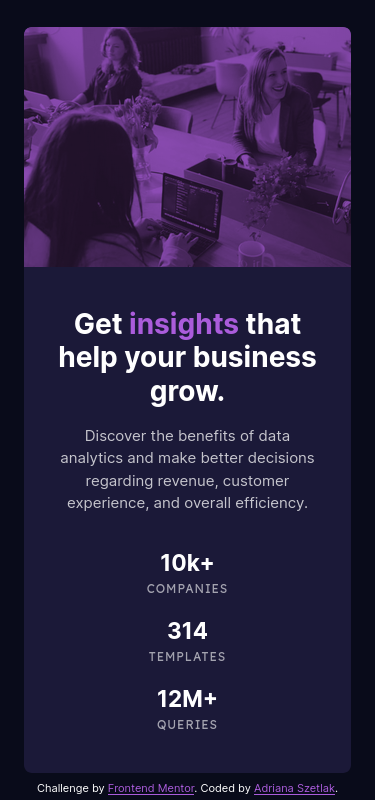 Get insights that
help your business
grow.
Discover the benefits of data
analytics and make better decisions
regarding revenue, customer
experience, and overall efficiency.
10k+
COMPANIES
314
TEMPLATES
12M+
QUERIES
Challenge by Frontend Mentor. Coded by Adriana Szetlak.